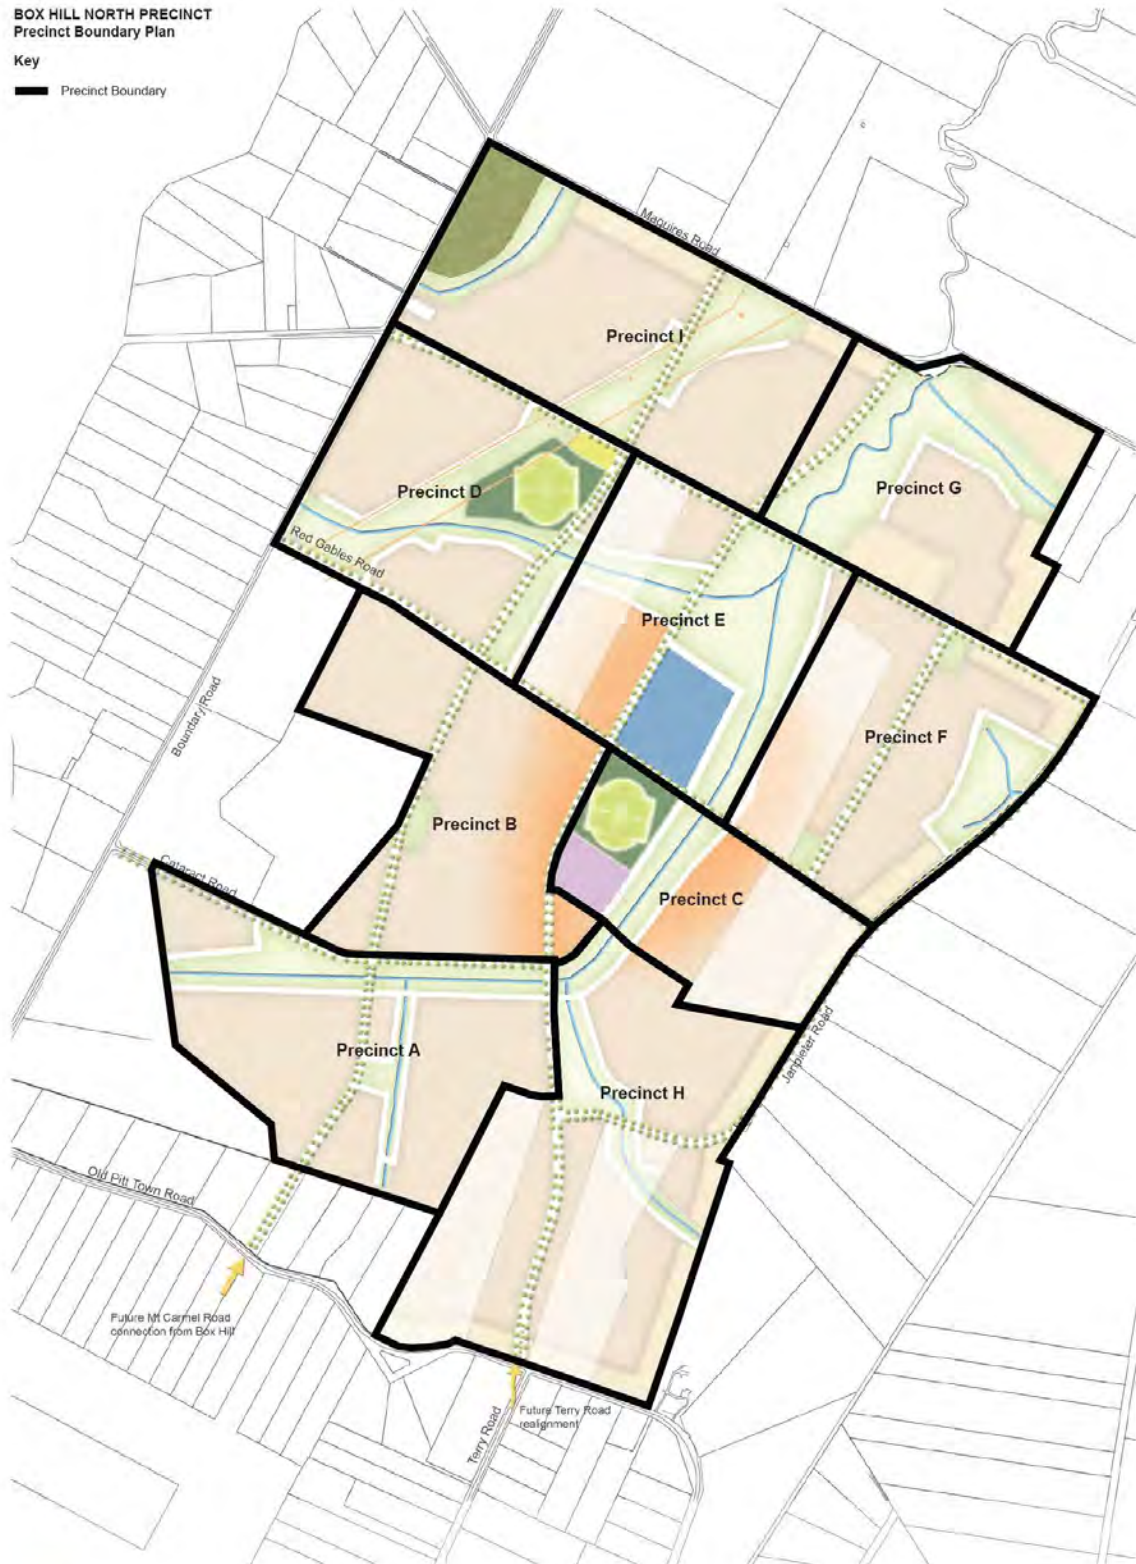 BOX HILL NORTH PRECINCT
Precinct Boundary Plan
Key
Precinct Boundary
Maguires Road
Precinct I
Precinct D
Precinct G
Red Gables Road
Precinct E
Boundary Road
Precinct F
Precinct B
Cataract Road
Precinct C
Janpieter Road
Precinct A
Precinct H
Old Pitt Town Road
Future Mt Carmel Road
connection from Box Hill
Future Terry Road
realignment
Terry Road